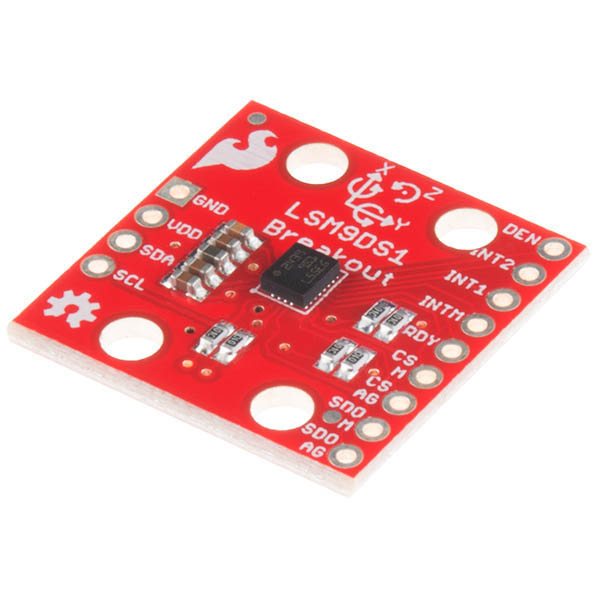 X
Z
Y
LSM9DS1
Breakout
GND
VDD
SDA
SCL
DEN
INT2
INT1
INTM
RDY
CS
M
CS
AG
SDO
M
SDO
AG